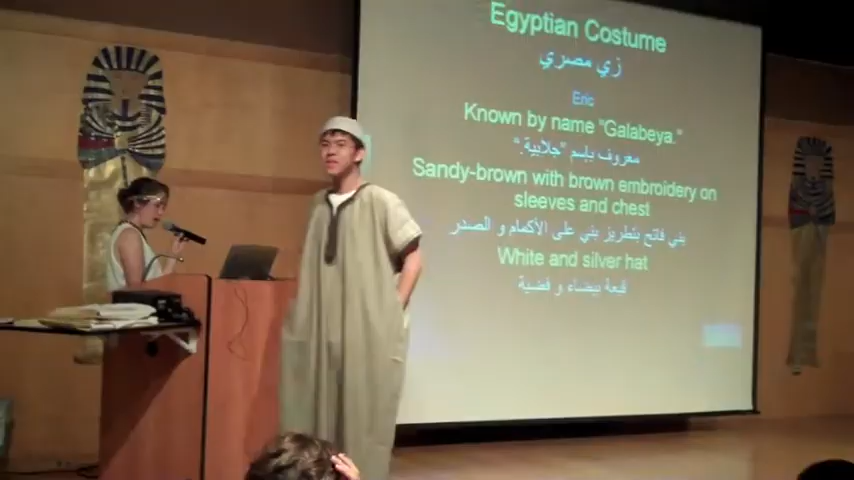 Egyptian Costume
زي مصري
Eric
Known by name "Galabeya."
معروف باسم "جلابية."
Sandy-brown with brown embroidery on
sleeves and chest
بني فاتح بتطريز بني على الأكمام و الصدر
White and silver hat
قبعة بيضاء و فضية